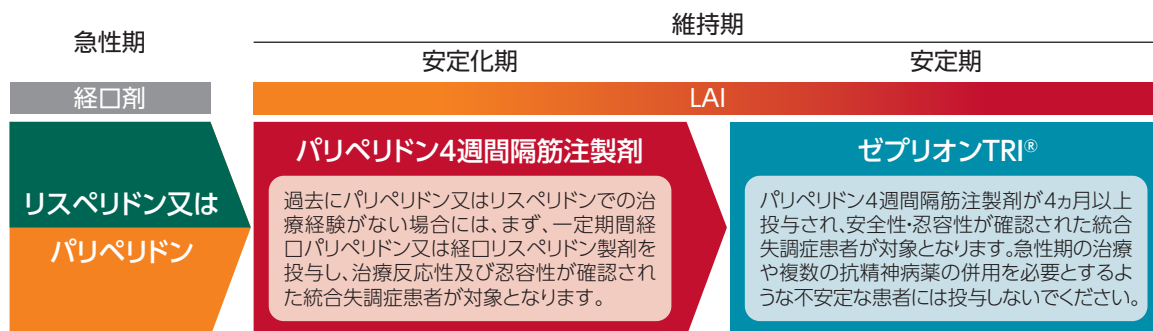 急性期
維持期
安定化期
安定期
経口剤
LAI
リスペリドン又は
パリペリドン
パリペリドン4週間隔筋注製剤
過去にパリペリドン又はリスペリドンでの治
療経験がない場合には、まず、一定期間経
口パリペリドン又は経口リスペリドン製剤を
投与し、治療反応性及び忍容性が確認され
た統合失調症患者が対象となります。
ゼプリオンTRI®
パリペリドン4週間隔筋注製剤が4ヵ月以上
投与され、安全性・忍容性が確認された統合
失調症患者が対象となります。急性期の治療
や複数の抗精神病薬の併用を必要とするよ
うな不安定な患者には投与しないでください。